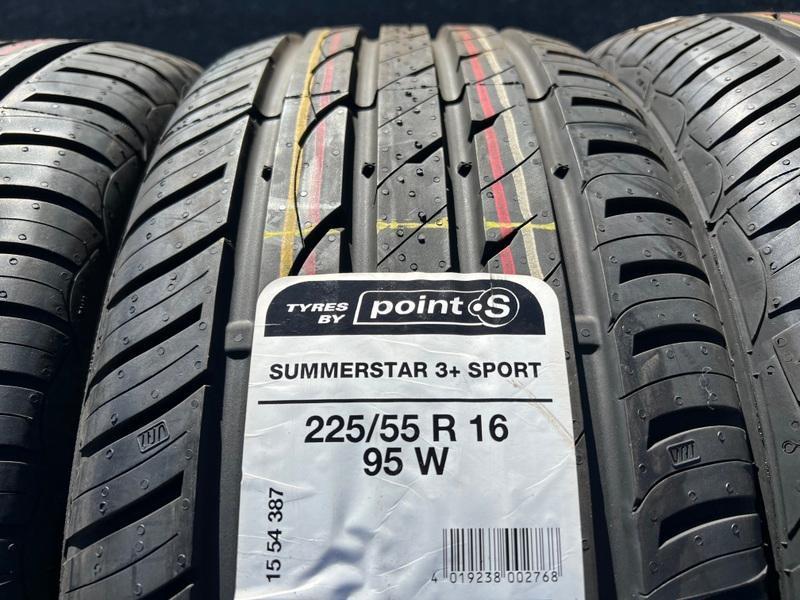 TYRES BY point S
SUMMERSTAR 3+ SPORT
225/55 R 16
95 W
15 54 387
4 019238 002768